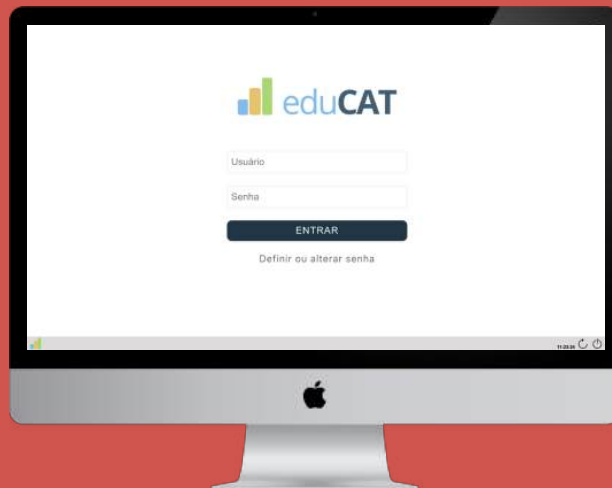 eduCAT
Usuário
Senha
ENTRAR
Definir ou alterar senha